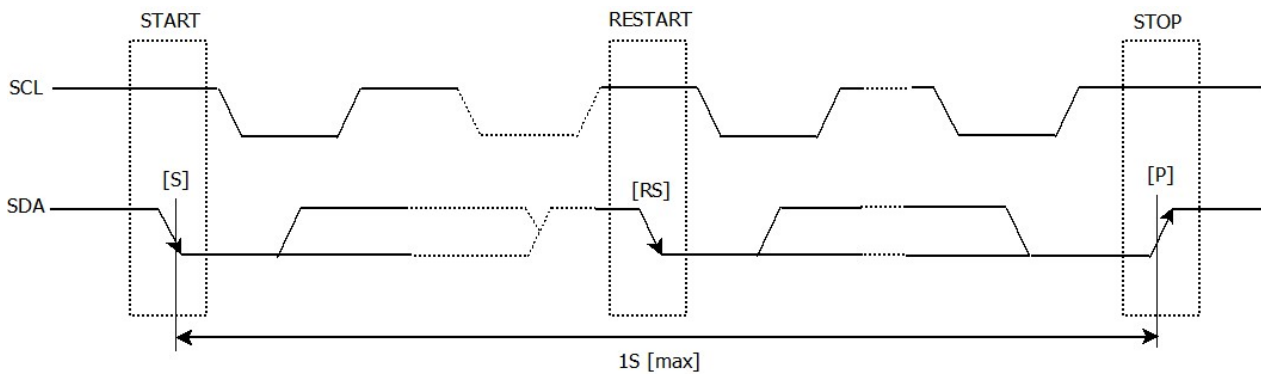 START
RESTART
STOP
SCL
[S]
[RS]
[P]
SDA
1S [max]